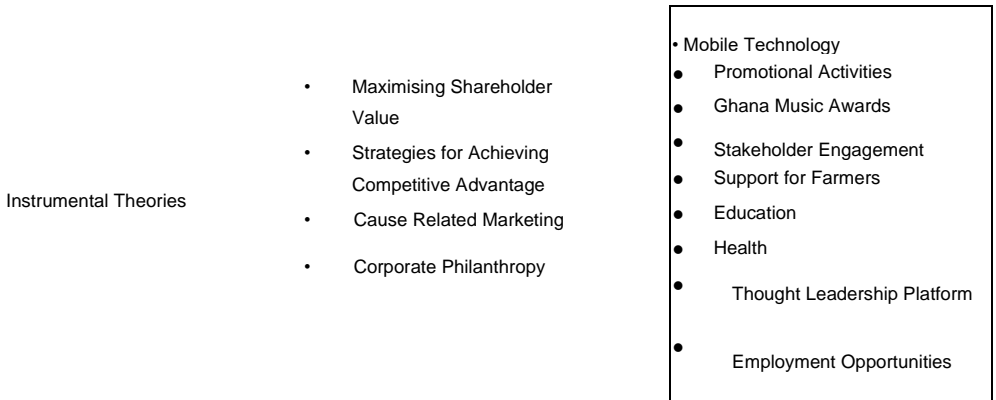 Instrumental Theories
• Maximising Shareholder
Value
• Strategies for Achieving
Competitive Advantage
• Cause Related Marketing
• Corporate Philanthropy
• Mobile Technology
● Promotional Activities
● Ghana Music Awards
● Stakeholder Engagement
● Support for Farmers
● Education
● Health
● Thought Leadership Platform
● Employment Opportunities